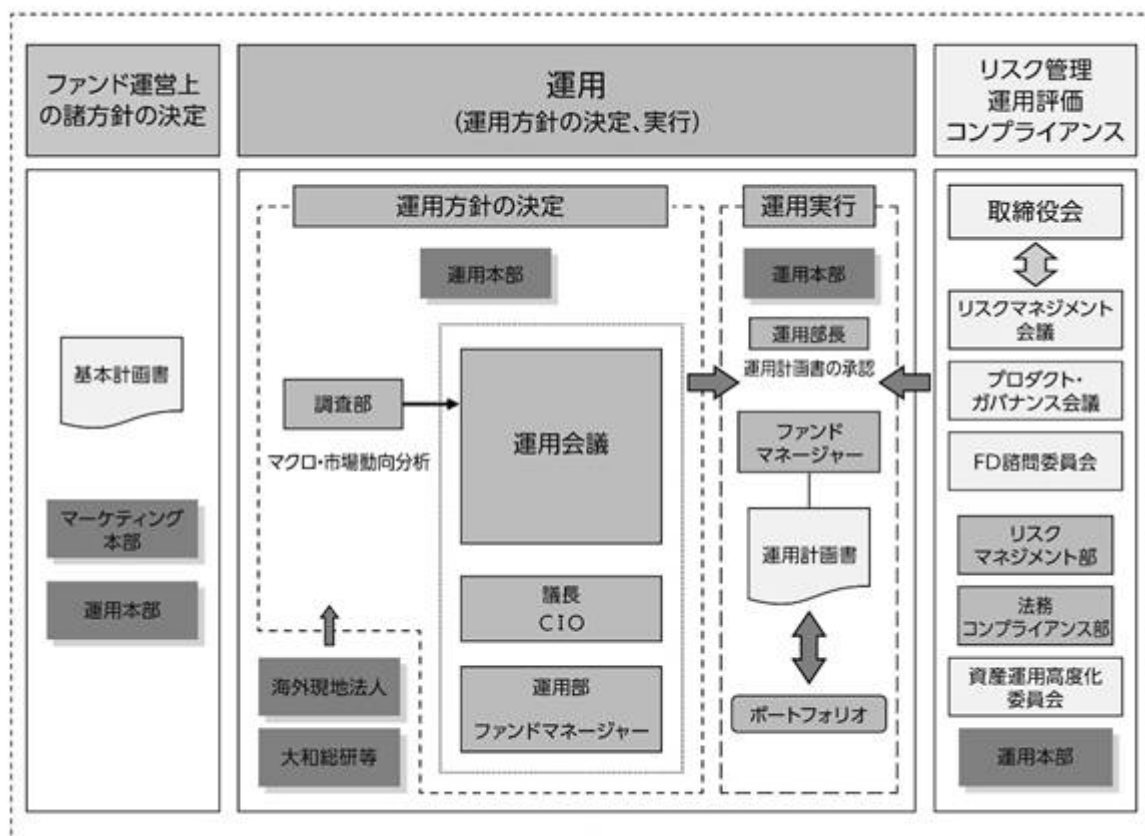 ファンド運営上
の諸方針の決定
運用
(運用方針の決定、実行)
リスク管理
運用評価
コンプライアンス
基本計画書
マーケティング
本部
運用本部
運用方針の決定
運用本部
調査部
マクロ・市場動向分析
運用会議
議長
CIO
運用部
ファンドマネージャー
海外現地法人
大和総研等
運用実行
運用本部
運用部長
運用計画書の承認
ファンド
マネージャー
運用計画書
ポートフォリオ
取締役会
リスクマネジメント
会議
プロダクト・
ガバナンス会議
FD諮問委員会
リスク
マネジメント部
法務
コンプライアンス部
資産運用高度化
委員会
運用本部